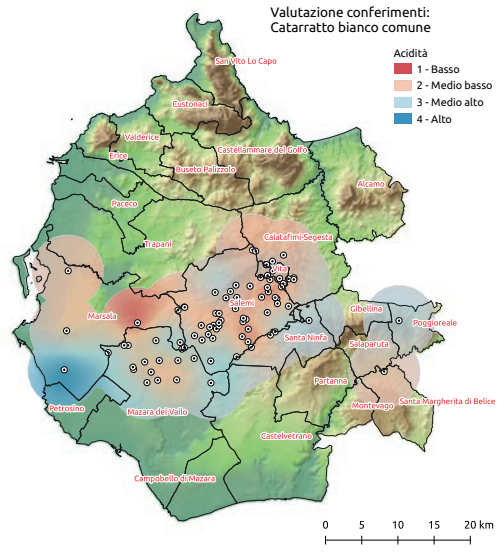 Valutazione conferimenti:
Catarratto bianco comune
Acidità
1 - Basso
2 - Medio basso
3 - Medio alto
4 - Alto
San Vito Lo Capo
Custonaci
Valderice
Erice
Castellammare del Golfo
Buseto Palizzolo
Alcamo
Paceco
Trapani
Calatafimi-Segesta
Vita
Salemi
Marsala
Gibellina
Poggioreale
Santa Ninfa
Salaparuta
Partanna
Petrosino
Mazara del Vallo
Montevago
Santa Margherita di Belice
Castelvetrano
Campobello di Mazara
0 5 10 15 20 km